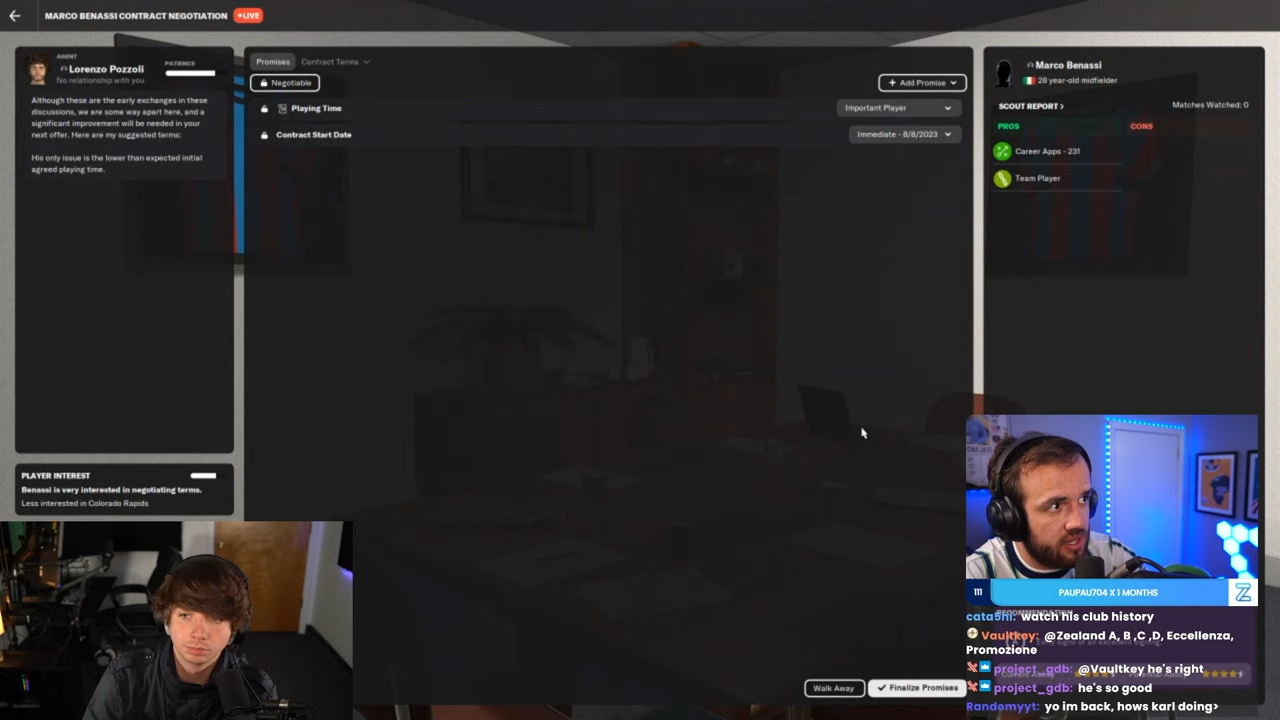 MARCO BENASSI CONTRACT NEGOTIATION
LIVE
AGENT
Lorenzo Pozzoli
No relationship with you
PATIENCE
Although these are the early exchanges in these
discussions, we are some way apart here, and a
significant improvement will be needed in your
next offer. Here are my suggested terms:
His only issue is the lower than expected initial
agreed playing time.
PLAYER INTEREST
Benassi is very interested in negotiating terms.
Less interested in Colorado Rapids
Promises
Contract Terms
Negotiable
+ Add Promise
Playing Time
Important Player
Contract Start Date
Immediate - 8/8/2023
Walk Away
Finalize Promises
Marco Benassi
28 year-old midfielder
SCOUT REPORT >
Matches Watched: 0
PROS
CONS
Career Apps - 231
Team Player
111
PAUPAU704 X 1 MONTHS
Z
RECOMMENDATION
cata5hi: watch his club history
Vaultkey: @Zealand A, B ,C ,D, Eccellenza,
Promozione
project_gdb: @Vaultkey he's right
project_gdb: he's so good
Randomyyt: yo im back, hows karl doing>